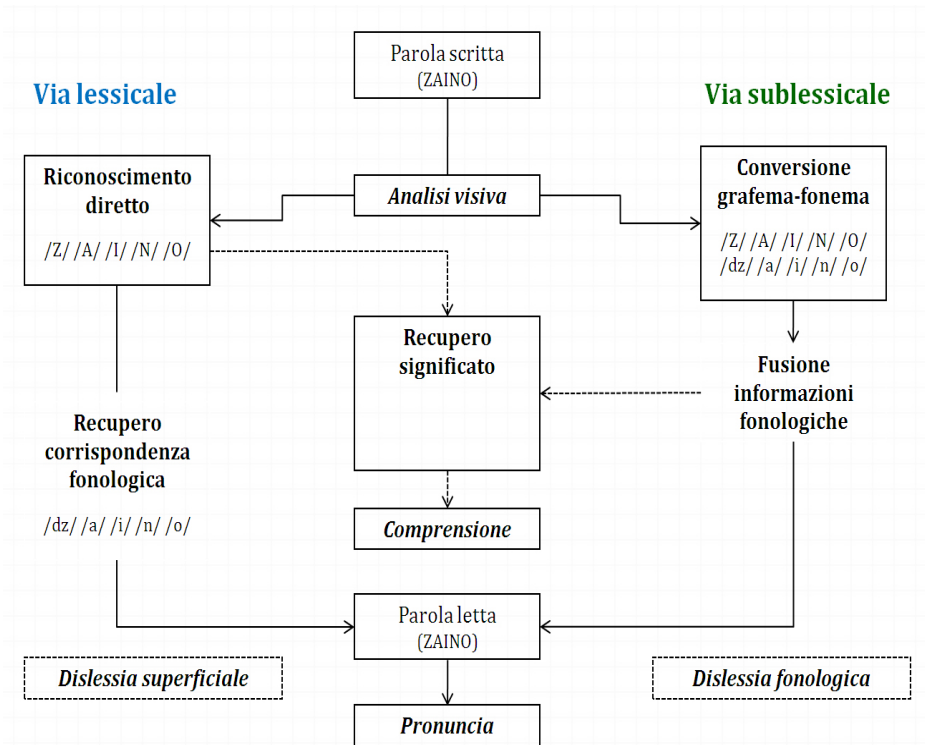 Parola scritta
(ZAINO)
Via lessicale
Via sublessicale
Riconoscimento
diretto
/Z/ /A/ /I/ /N/ /O/
Analisi visiva
Conversione
grafema-fonema
/Z/ /A/ /I/ /N/ /O/
/dz/ /a/ /i/ /n/ /o/
Recupero
significato
Fusione
informazioni
fonologiche
Recupero
corrispondenza
fonologica
/dz/ /a/ /i/ /n/ /o/
Comprensione
Parola letta
(ZAINO)
Dislessia superficiale
Dislessia fonologica
Pronuncia